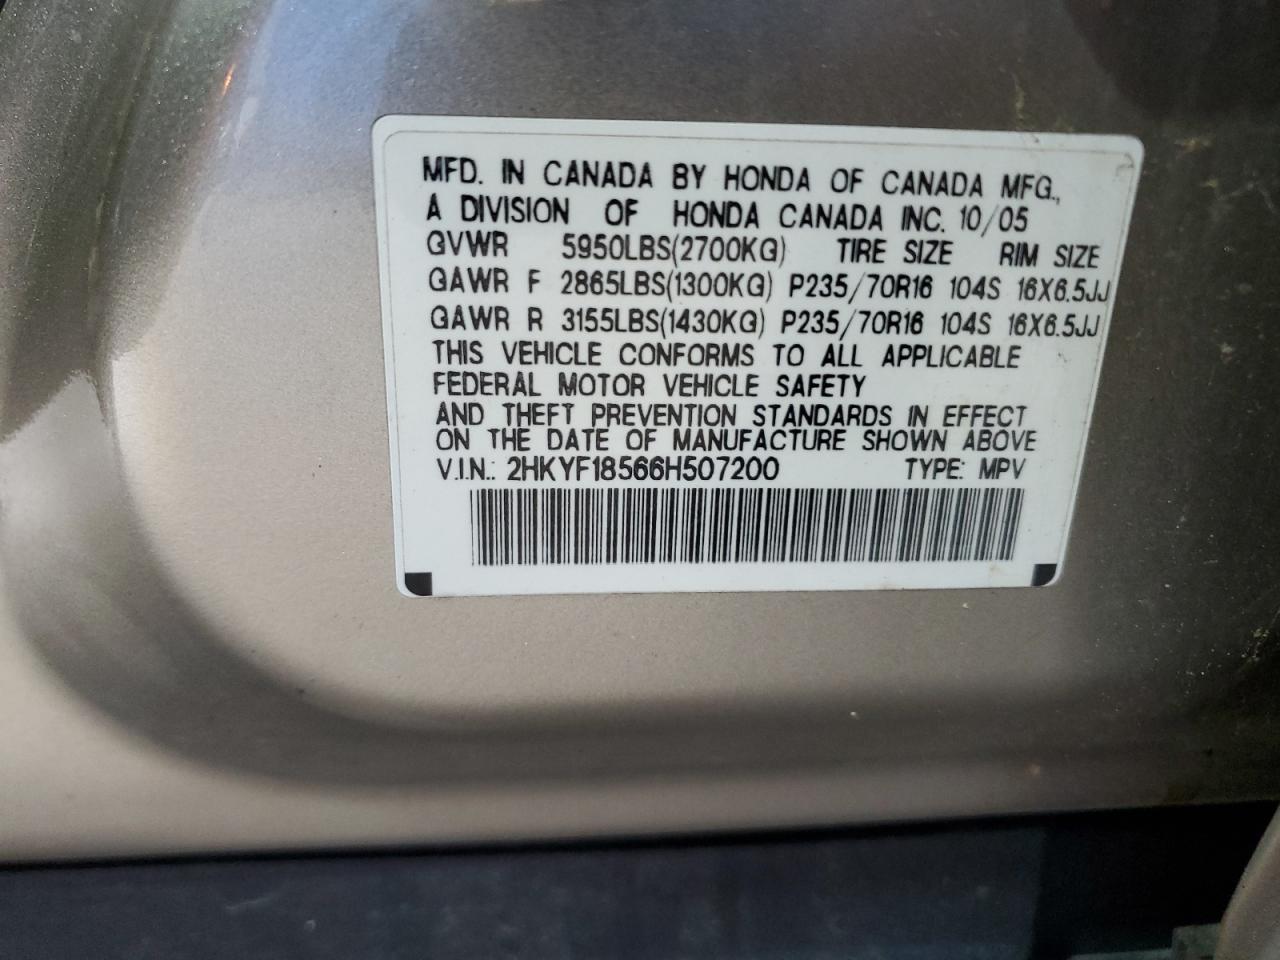 MFD. IN CANADA BY HONDA OF CANADA MFG.,
A DIVISION OF HONDA CANADA INC. 10/05
GVWR 5950LBS(2700KG) TIRE SIZE RIM SIZE
GAWR F 2865LBS(1300KG) P235/70R16 104S 16X6.5JJ
GAWR R 3155LBS(1430KG) P235/70R16 104S 16X6.5JJ
THIS VEHICLE CONFORMS TO ALL APPLICABLE
FEDERAL MOTOR VEHICLE SAFETY
AND THEFT PREVENTION STANDARDS IN EFFECT
ON THE DATE OF MANUFACTURE SHOWN ABOVE
V.I.N.: 2HKYF18566H507200 TYPE: MPV